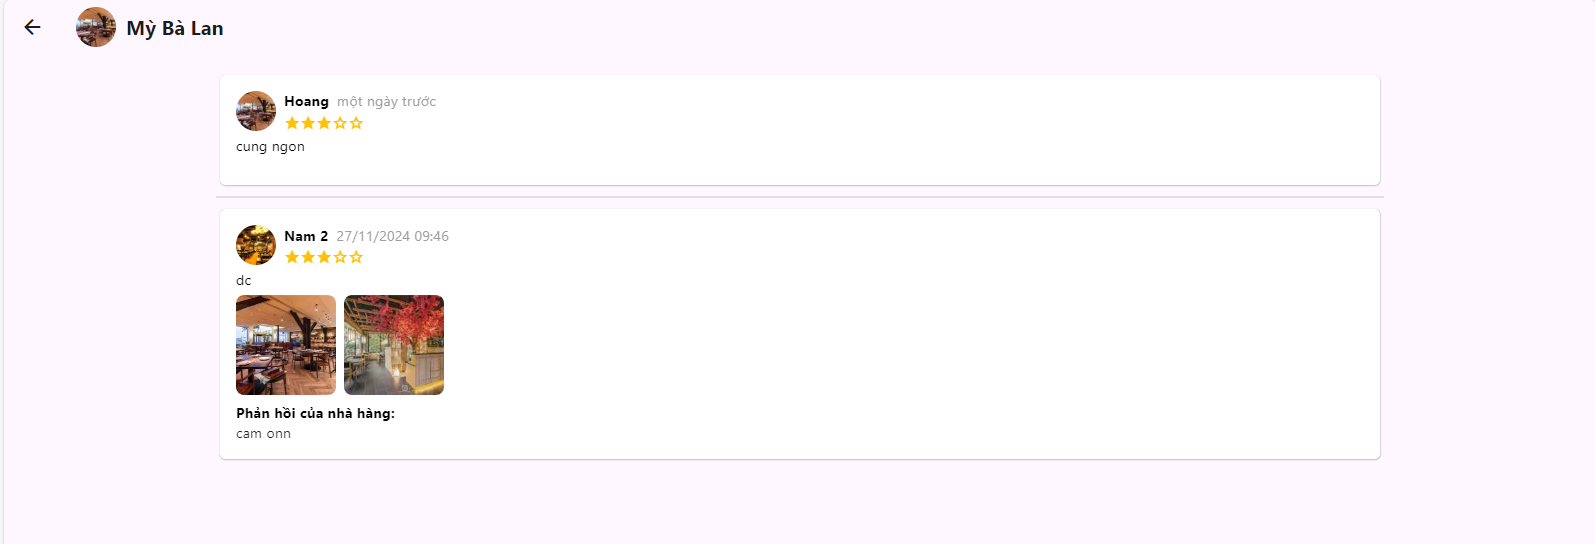 Mỳ Bà Lan
Hoang một ngày trước
cung ngon
Nam 2 27/11/2024 09:46
dc
Phản hồi của nhà hàng:
cam onn